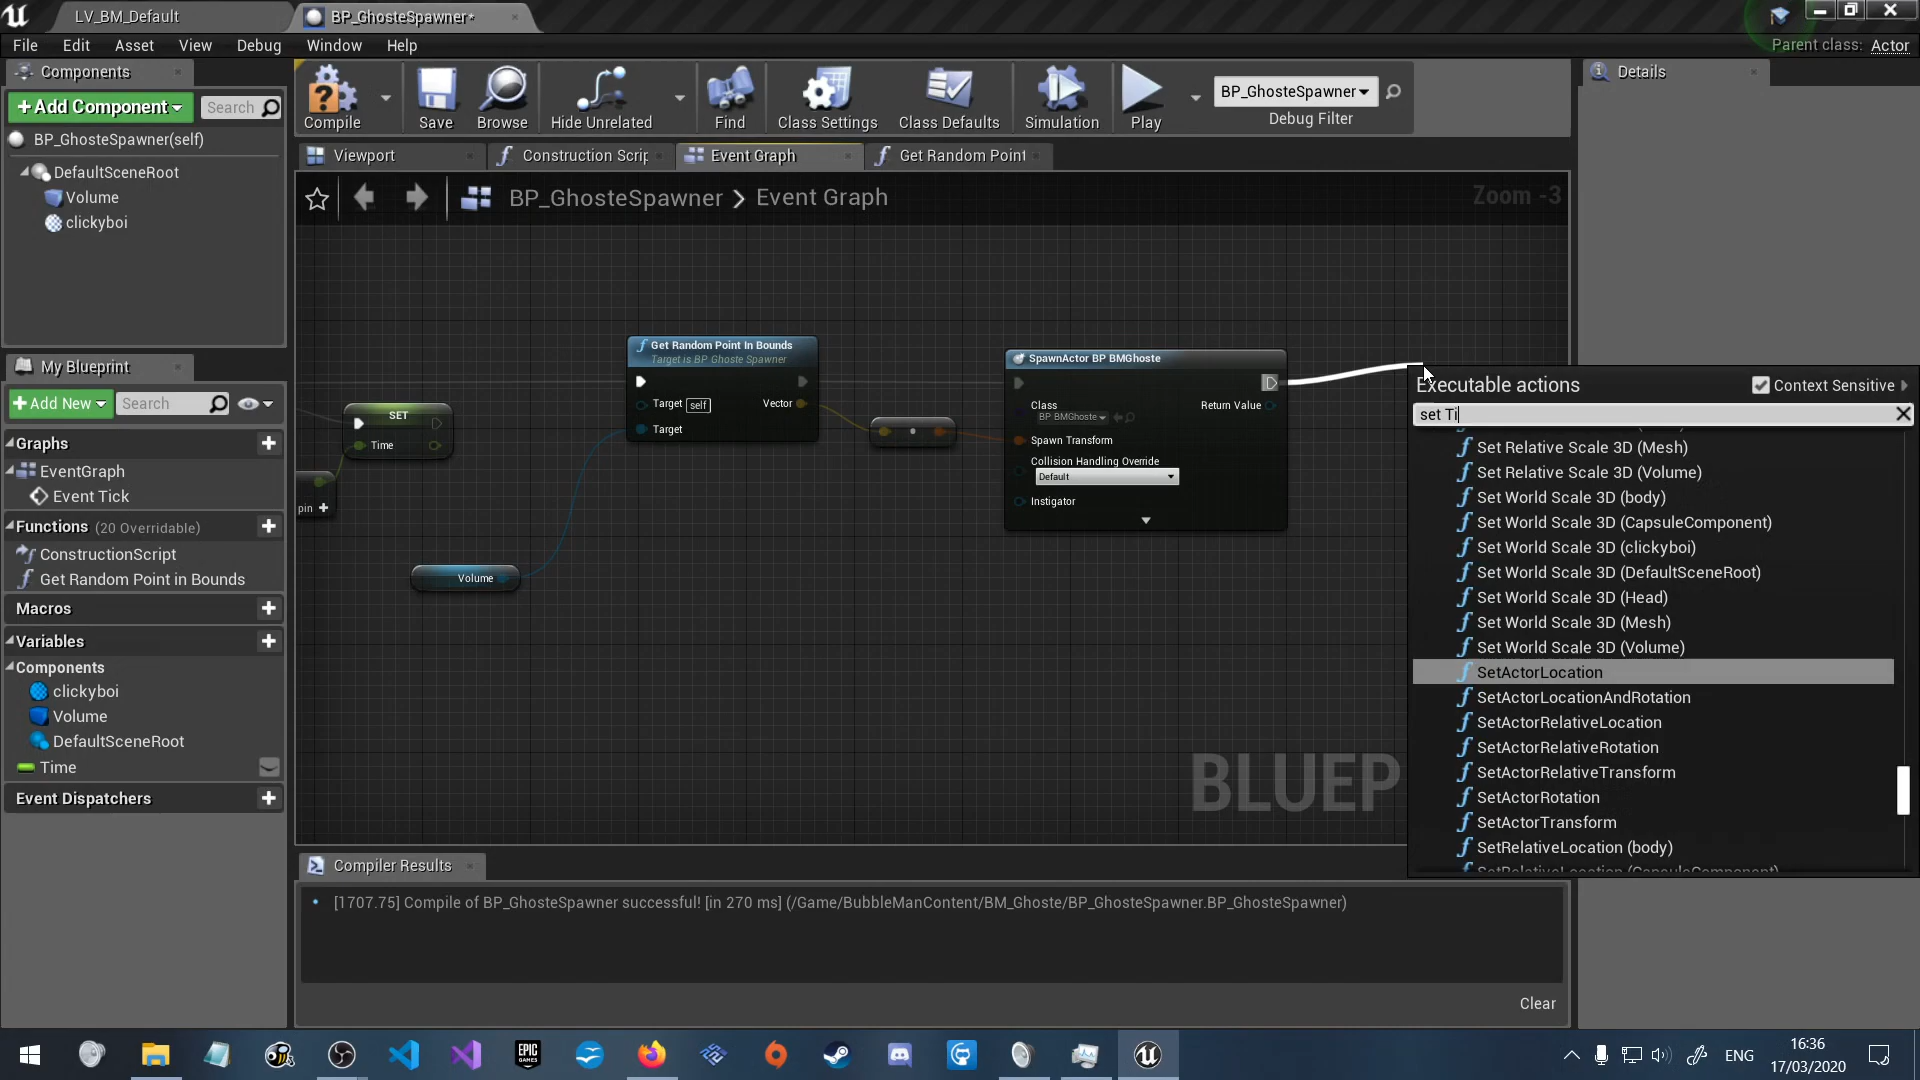 LV_BM_Default
BP_GhosteSpawner*
File Edit Asset View Debug Window Help
Parent class: Actor
Components
+Add Component
Search
BP_GhosteSpawner(self)
DefaultSceneRoot
Volume
clickyboi
My Blueprint
+Add New
Search
Graphs
EventGraph
Event Tick
Functions (20 Overridable)
ConstructionScript
Get Random Point in Bounds
Macros
Variables
Components
clickyboi
Volume
DefaultSceneRoot
Time
Event Dispatchers
Compile
Save
Browse
Hide Unrelated
Find
Class Settings
Class Defaults
Simulation
Play
BP_GhosteSpawner
Debug Filter
Viewport
Construction Scrip
Event Graph
Get Random Point
BP_GhosteSpawner > Event Graph
Zoom -3
SET
Time
pin +
Volume
Get Random Point In Bounds
Target is BP Ghoste Spawner
Target self
Vector
Target
SpawnActor BP BMGhoste
Class
BP BMGhoste
Return Value
Spawn Transform
Collision Handling Override
Default
Instigator
BLUEP
Executable actions
Context Sensitive
set Ti
Set Relative Scale 3D (Mesh)
Set Relative Scale 3D (Volume)
Set World Scale 3D (body)
Set World Scale 3D (CapsuleComponent)
Set World Scale 3D (clickyboi)
Set World Scale 3D (DefaultSceneRoot)
Set World Scale 3D (Head)
Set World Scale 3D (Mesh)
Set World Scale 3D (Volume)
SetActorLocation
SetActorLocationAndRotation
SetActorRelativeLocation
SetActorRelativeRotation
SetActorRelativeTransform
SetActorRotation
SetActorTransform
SetRelativeLocation (body)
SetRelativeLocation (CapsuleComponent)
Details
Compiler Results
[1707.75] Compile of BP_GhosteSpawner successful! [in 270 ms] (/Game/BubbleManContent/BM_Ghoste/BP_GhosteSpawner.BP_GhosteSpawner)
Clear
EPIC
GAMES
ENG
16:36
17/03/2020